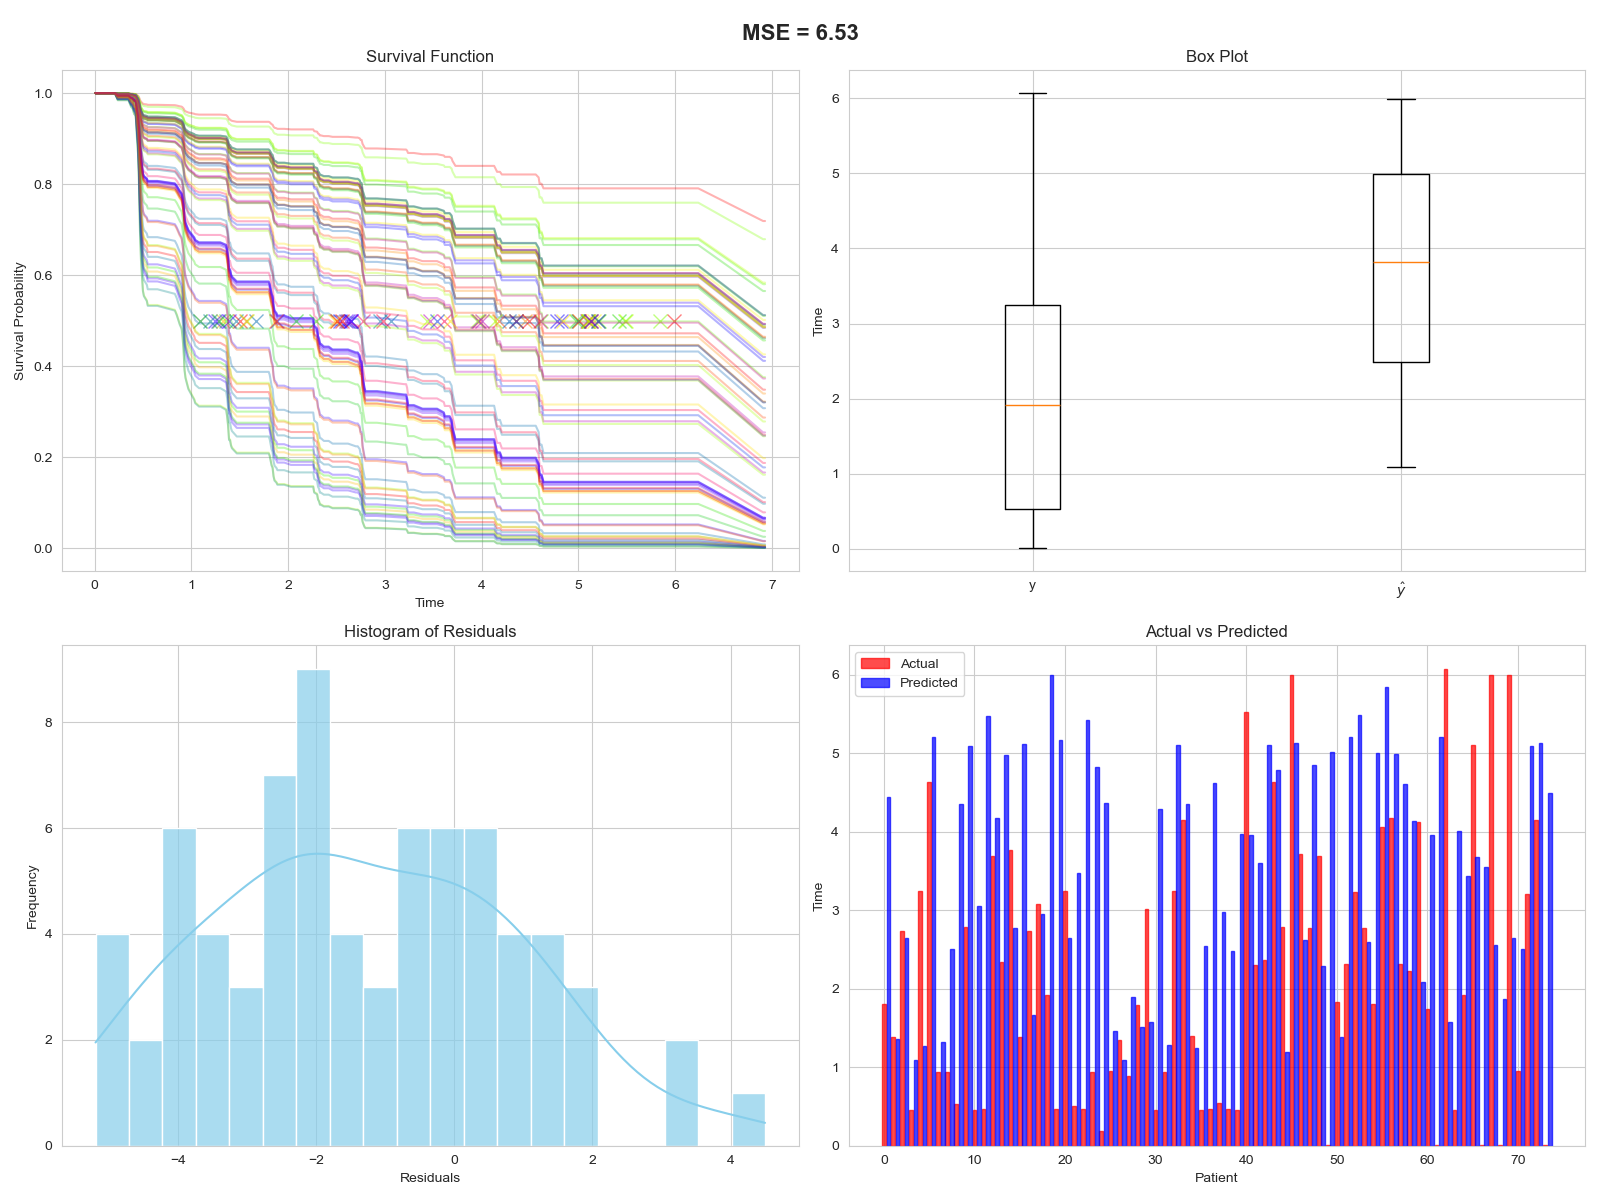 MSE = 6.53
Survival Function
Survival Probability
1.0
0.8
0.6
0.4
0.2
0.0
0 1 2 3 4 5 6 7
Time
Box Plot
Time
6
5
4
3
2
1
0
y ŷ
Histogram of Residuals
Frequency
8
6
4
2
0
−4 −2 0 2 4
Residuals
Actual vs Predicted
Actual
Predicted
Time
6
5
4
3
2
1
0
0 10 20 30 40 50 60 70
Patient